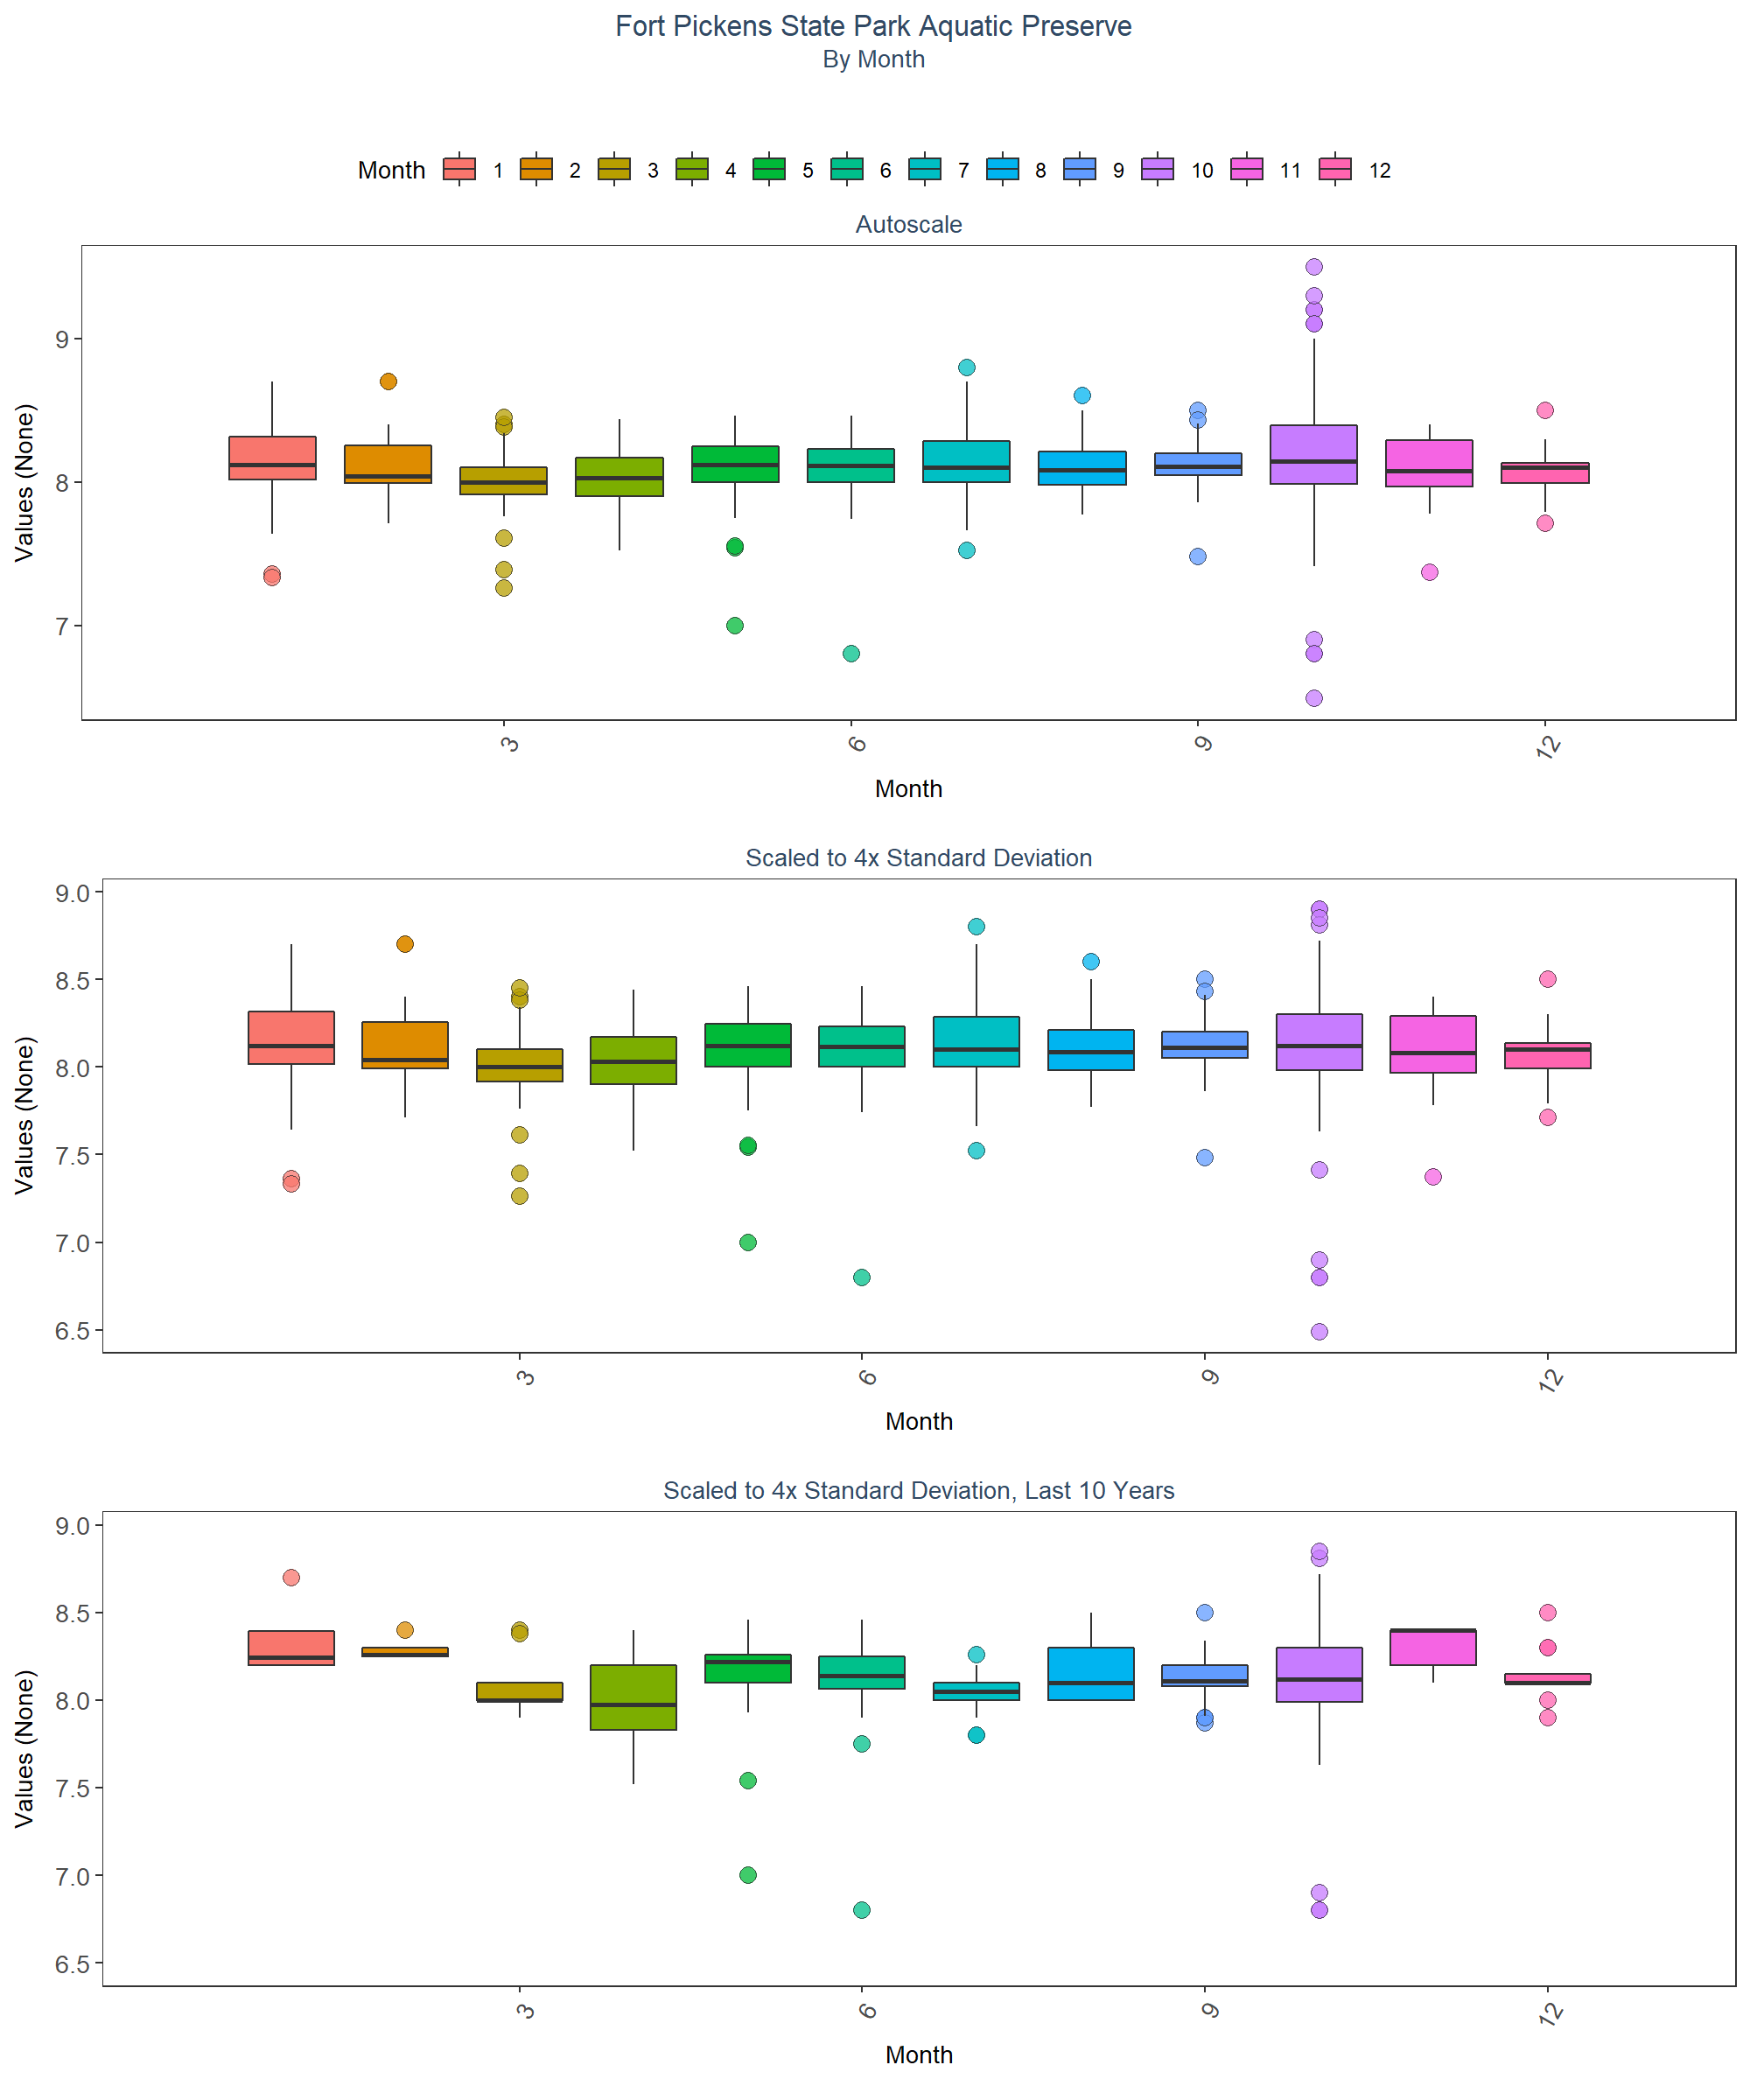 Fort Pickens State Park Aquatic Preserve
By Month
Month 1 2 3 4 5 6 7 8 9 10 11 12
Autoscale
Values (None)
9
8
7
3 6 9 12
Month
Scaled to 4x Standard Deviation
Values (None)
9.0
8.5
8.0
7.5
7.0
6.5
3 6 9 12
Month
Scaled to 4x Standard Deviation, Last 10 Years
Values (None)
9.0
8.5
8.0
7.5
7.0
6.5
3 6 9 12
Month